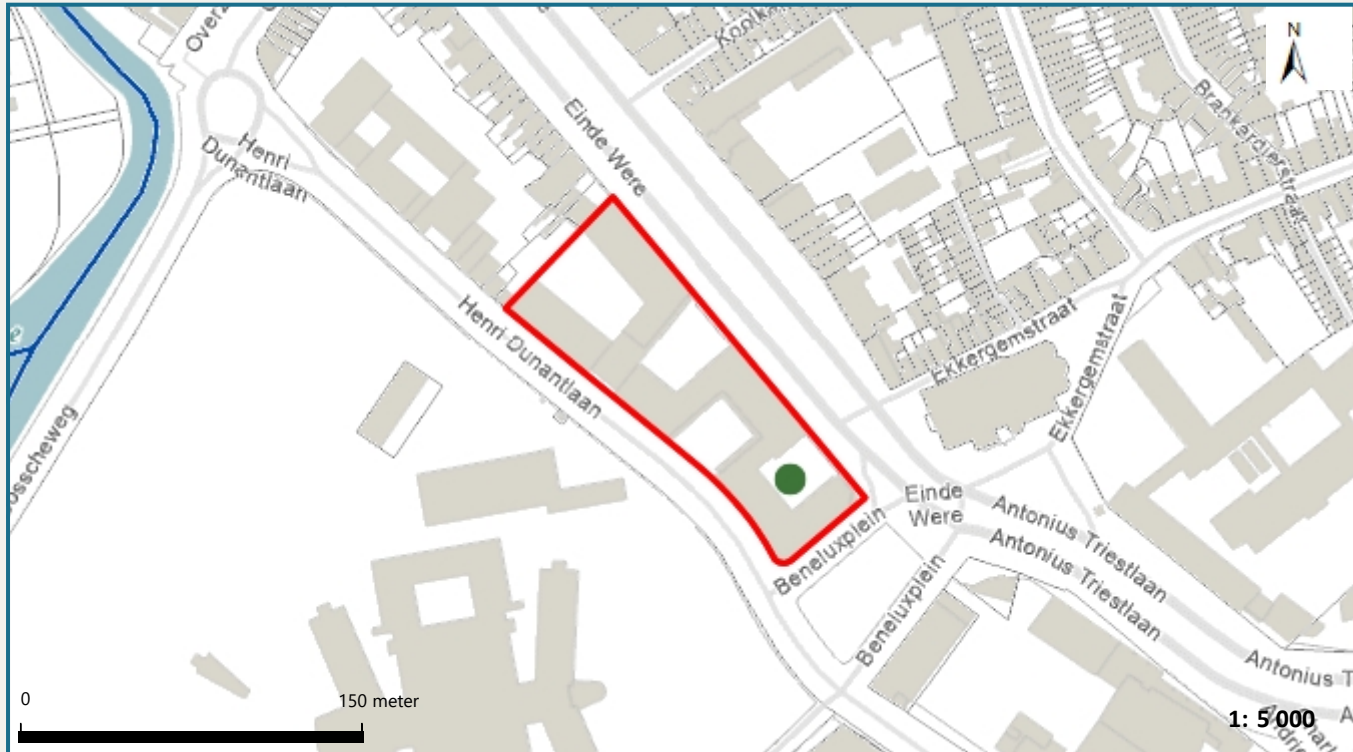 Einde Were
Henri
Dunantlaan
Henri Dunantlaan
Ekkergemstraat
Ekkergemstraat
Einde
Were
Beneluxplein
Beneluxplein
Antonius Triestlaan
Antonius Triestlaan
Antonius T
N
0
150 meter
1: 5 000